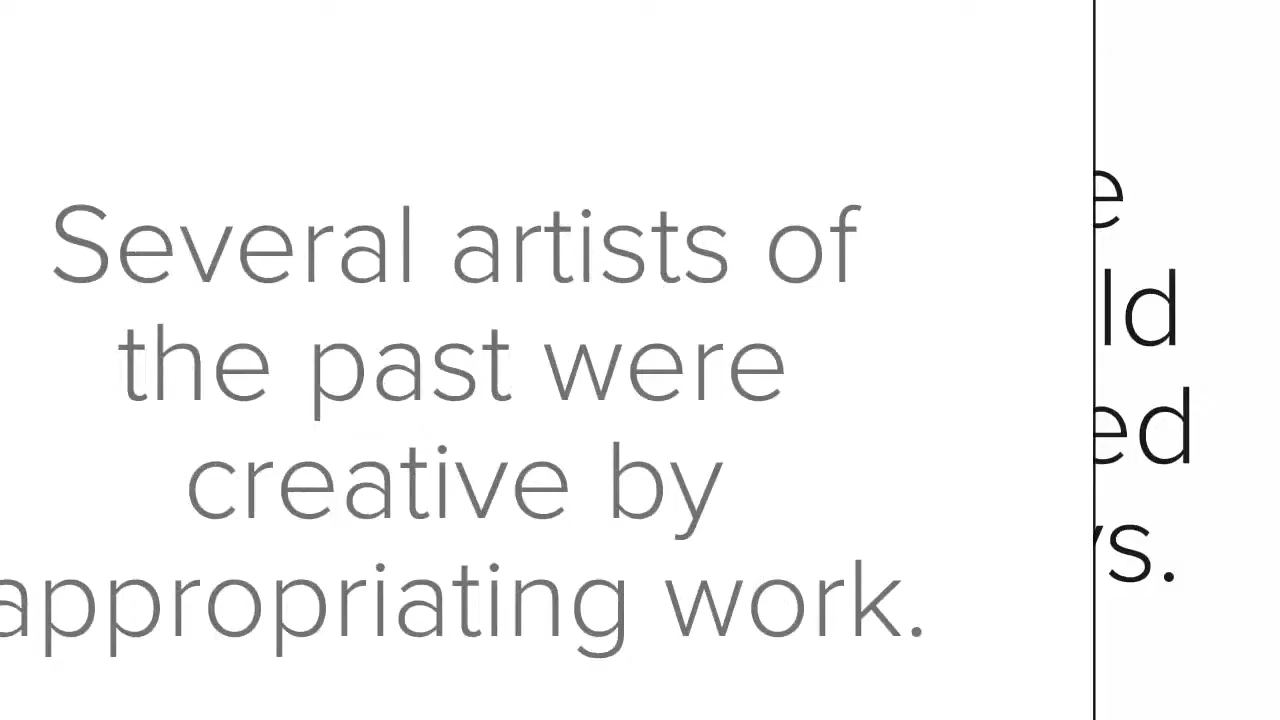 Several artists of
the past were
creative by
appropriating work.